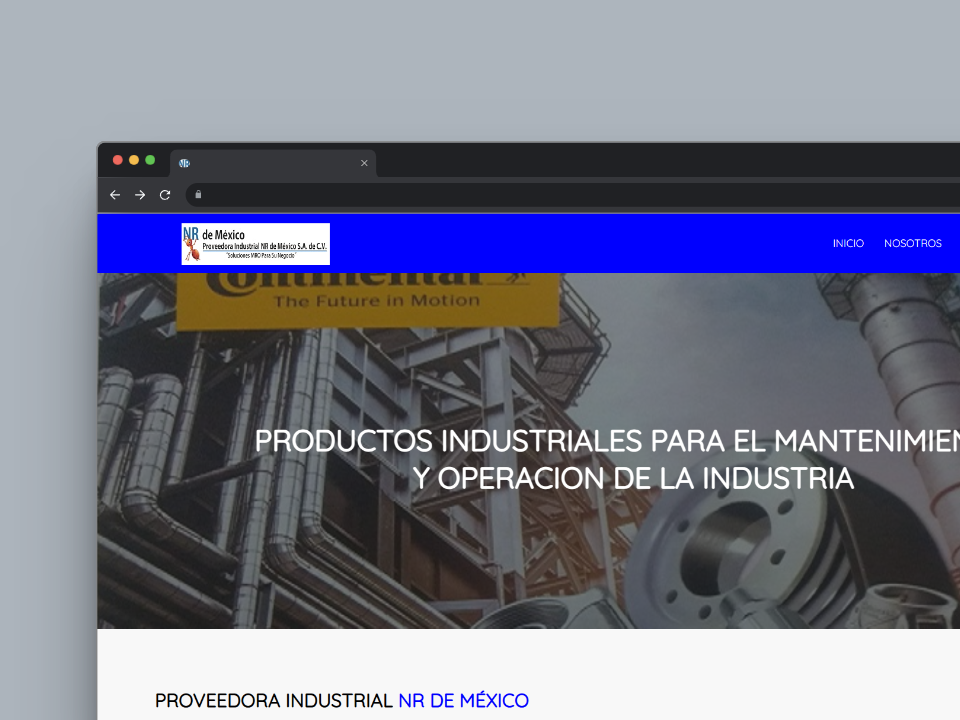 NR de México
Proveedora Industrial NR de México S.A. de C.V.
"Soluciones MRO Para Su Negocio"
INICIO NOSOTROS
Continental
The Future in Motion
PRODUCTOS INDUSTRIALES PARA EL MANTENIMIEN
Y OPERACION DE LA INDUSTRIA
PROVEEDORA INDUSTRIAL NR DE MÉXICO